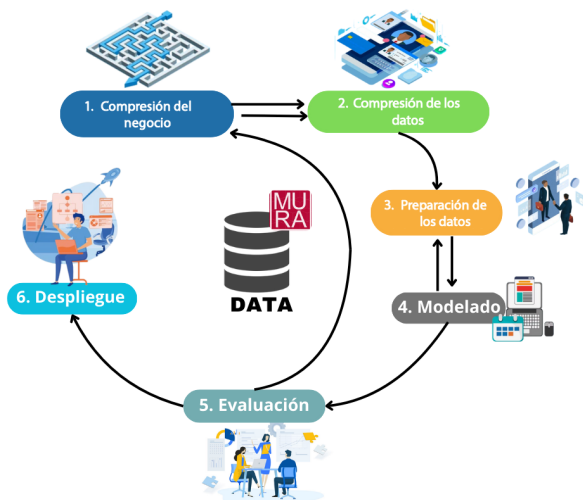 1. Compresión del
negocio
2. Compresión de los
datos
3. Preparación de
los datos
MU
RA
DATA
6. Despliegue
4. Modelado
5. Evaluación